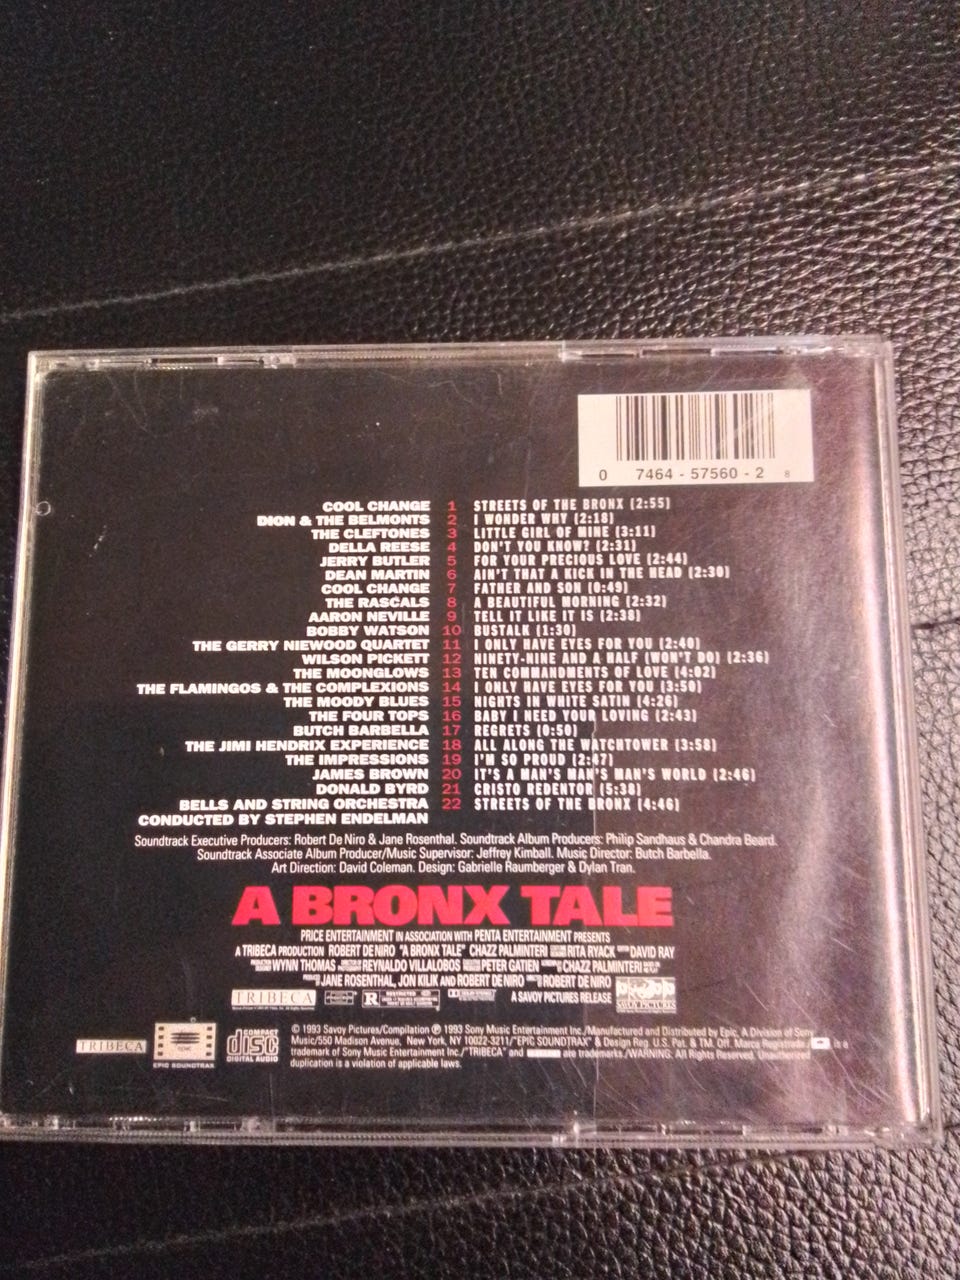 0 7464-57560-2 8
COOL CHANGE 1 STREETS OF THE BRONX (2:55)
DION & THE BELMONTS 2 I WONDER WHY (2:18)
THE CLEFTONES 3 LITTLE GIRL OF MINE (3:11)
DELLA REESE 4 DON'T YOU KNOW? (2:31)
JERRY BUTLER 5 FOR YOUR PRECIOUS LOVE (2:44)
DEAN MARTIN 6 AIN'T THAT A KICK IN THE HEAD (2:30)
COOL CHANGE 7 FATHER AND SON (0:49)
THE RASCALS 8 A BEAUTIFUL MORNING (2:32)
AARON NEVILLE 9 TELL IT LIKE IT IS (2:38)
BOBBY WATSON 10 BUSTALK (1:30)
THE GERRY NIEWOOD QUARTET 11 I ONLY HAVE EYES FOR YOU (2:40)
WILSON PICKETT 12 NINETY-NINE AND A HALF (WON'T DO) (2:36)
THE MOONGLOWS 13 TEN COMMANDMENTS OF LOVE (4:02)
THE FLAMINGOS & THE COMPLEXIONS 14 I ONLY HAVE EYES FOR YOU (3:50)
THE MOODY BLUES 15 NIGHTS IN WHITE SATIN (4:26)
THE FOUR TOPS 16 BABY I NEED YOUR LOVING (2:43)
BUTCH BARBELLA 17 REGRETS (0:50)
THE JIMI HENDRIX EXPERIENCE 18 ALL ALONG THE WATCHTOWER (3:58)
THE IMPRESSIONS 19 I'M SO PROUD (2:47)
JAMES BROWN 20 IT'S A MAN'S MAN'S MAN'S WORLD (2:46)
DONALD BYRD 21 CRISTO REDENTOR (5:38)
BELLS AND STRING ORCHESTRA 22 STREETS OF THE BRONX (4:46)
CONDUCTED BY STEPHEN ENDELMAN
Soundtrack Executive Producers: Robert De Niro & Jane Rosenthal. Soundtrack Album Producers: Philip Sandhaus & Chandra Beard.
Soundtrack Associate Album Producer/Music Supervisor: Jeffrey Kimball. Music Director: Butch Barbella.
Art Direction: David Coleman. Design: Gabrielle Raumberger & Dylan Tran.
A BRONX TALE
PRICE ENTERTAINMENT IN ASSOCIATION WITH PENTA ENTERTAINMENT PRESENTS
A TRIBECA PRODUCTION ROBERT DE NIRO "A BRONX TALE" CHAZZ PALMINTERI RITA RYACK DAVID RAY
WYNN THOMAS REYNALDO VILLALOBOS PETER GATIEN CHAZZ PALMINTERI
JANE ROSENTHAL, JON KILIK AND ROBERT DE NIRO ROBERT DE NIRO
TRIBECA R RESTRICTED A SAVOY PICTURES RELEASE SAVOY PICTURES
TRIBECA EPIC SOUNDTRAX COMPACT disc DIGITAL AUDIO
© 1993 Savoy Pictures/Compilation ℗ 1993 Sony Music Entertainment Inc./Manufactured and Distributed by Epic, A Division of Sony
Music/550 Madison Avenue, New York, NY 10022-3211/"EPIC SOUNDTRAX" & Design Reg. U.S. Pat. & TM. Off. Marca Registrada./ is a
trademark of Sony Music Entertainment Inc./"TRIBECA" and are trademarks./WARNING: All Rights Reserved. Unauthorized
duplication is a violation of applicable laws.